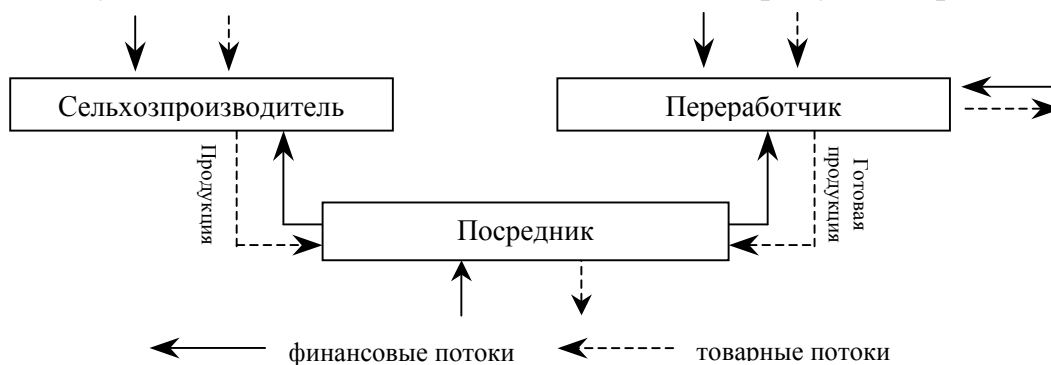 Сельхозпроизводитель
Переработчик
Продукция
Готовая
продукция
Посредник
финансовые потоки
товарные потоки